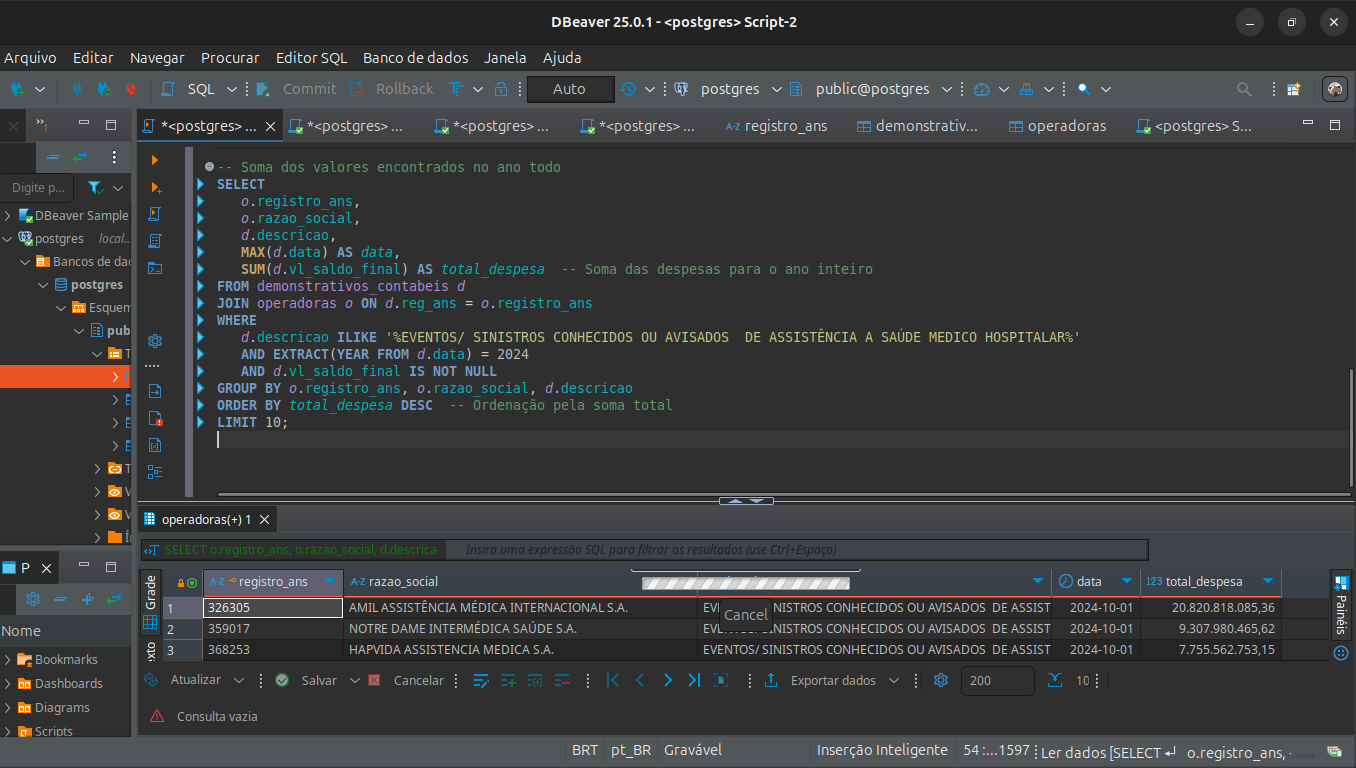 DBeaver 25.0.1 - <postgres> Script-2
Arquivo Editar Navegar Procurar Editor SQL Banco de dados Janela Ajuda
SQL Commit Rollback Auto postgres public@postgres
*<postgres> ... *<postgres> ... *<postgres> ... *<postgres> ... A-Z registro_ans demonstrativ... operadoras <postgres> S...
Digite p...
DBeaver Sample
postgres local...
Bancos de da
postgres
Esquem
pub
T
T
V
V
Í
-- Soma dos valores encontrados no ano todo
SELECT
o.registro_ans,
o.razao_social,
d.descricao,
MAX(d.data) AS data,
SUM(d.vl_saldo_final) AS total_despesa -- Soma das despesas para o ano inteiro
FROM demonstrativos_contabeis d
JOIN operadoras o ON d.reg_ans = o.registro_ans
WHERE
d.descricao ILIKE '%EVENTOS/ SINISTROS CONHECIDOS OU AVISADOS  DE ASSISTÊNCIA A SAÚDE MEDICO HOSPITALAR%'
AND EXTRACT(YEAR FROM d.data) = 2024
AND d.vl_saldo_final IS NOT NULL
GROUP BY o.registro_ans, o.razao_social, d.descricao
ORDER BY total_despesa DESC -- Ordenação pela soma total
LIMIT 10;
operadoras(+) 1
SELECT o.registro_ans, o.razao_social, d.descrica Insira uma expressão SQL para filtrar os resultados (use Ctrl+Espaço)
Grade
exto
A-Z registro_ans A-Z razao_social data 123 total_despesa
1 326305 AMIL ASSISTÊNCIA MÉDICA INTERNACIONAL S.A. EVE NISTROS CONHECIDOS OU AVISADOS  DE ASSIST 2024-10-01 20.820.818.085,36
Cancel
2 359017 NOTRE DAME INTERMÉDICA SAÚDE S.A. NISTROS CONHECIDOS OU AVISADOS  DE ASSIST 2024-10-01 9.307.980.465,62
3 368253 HAPVIDA ASSISTENCIA MEDICA S.A. EVENTOS/ SINISTROS CONHECIDOS OU AVISADOS  DE ASSIST 2024-10-01 7.755.562.753,15
Painéis
P
Nome
Bookmarks
Dashboards
Diagrams
Scripts
Atualizar Salvar Cancelar Exportar dados 200 10
Consulta vazia
BRT pt_BR Gravável Inserção Inteligente 54 :...1597 Ler dados [SELECT ↲ o.registro_ans,